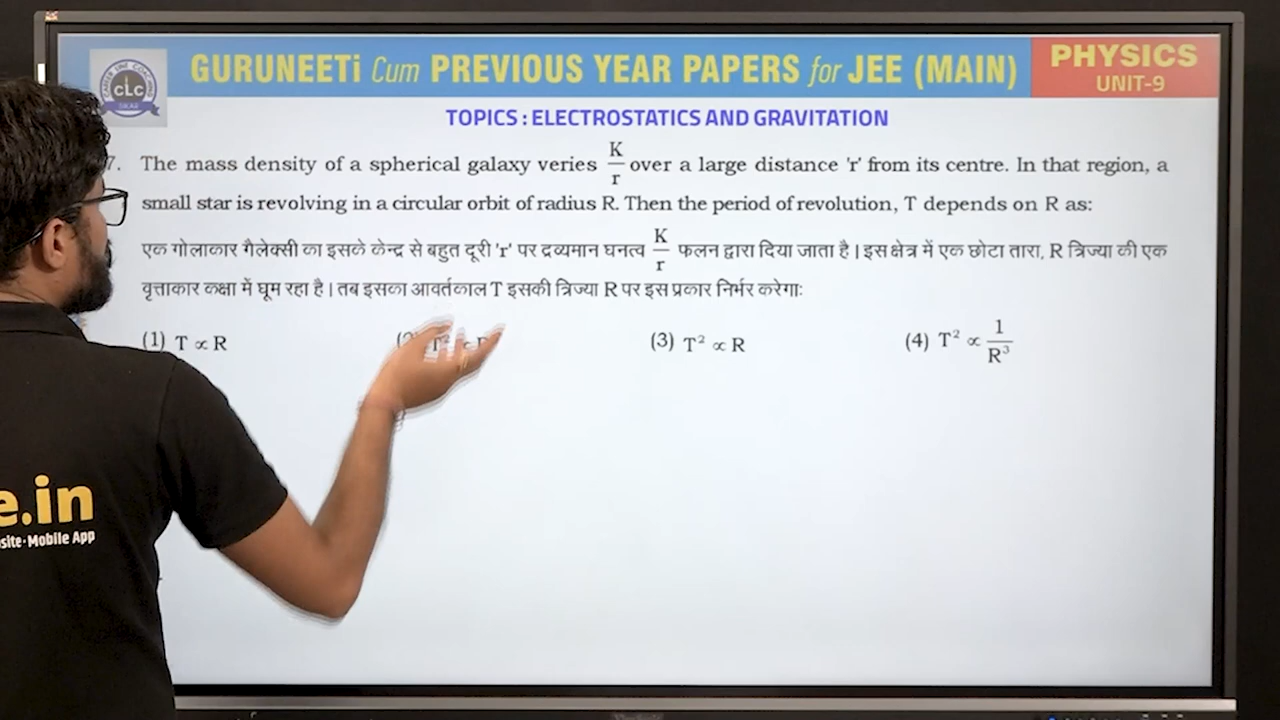 GURUNEETi Cum PREVIOUS YEAR PAPERS for JEE (MAIN)
PHYSICS
UNIT-9
CLC
SIKAR
TOPICS : ELECTROSTATICS AND GRAVITATION
7. The mass density of a spherical galaxy veries K/r over a large distance 'r' from its centre. In that region, a
small star is revolving in a circular orbit of radius R. Then the period of revolution, T depends on R as:
एक गोलाकार गैलेक्सी का इसके केन्द्र से बहुत दूरी 'r' पर द्रव्यमान घनत्व K/r फलन द्वारा दिया जाता है। इस क्षेत्र में एक छोटा तारा, R त्रिज्या की एक
वृत्ताकार कक्षा में घूम रहा है। तब इसका आवर्तकाल T इसकी त्रिज्या R पर इस प्रकार निर्भर करेगाः
(1) T ∝ R
(3) T² ∝ R
(4) T² ∝ 1/R³
e.in
site·Mobile App